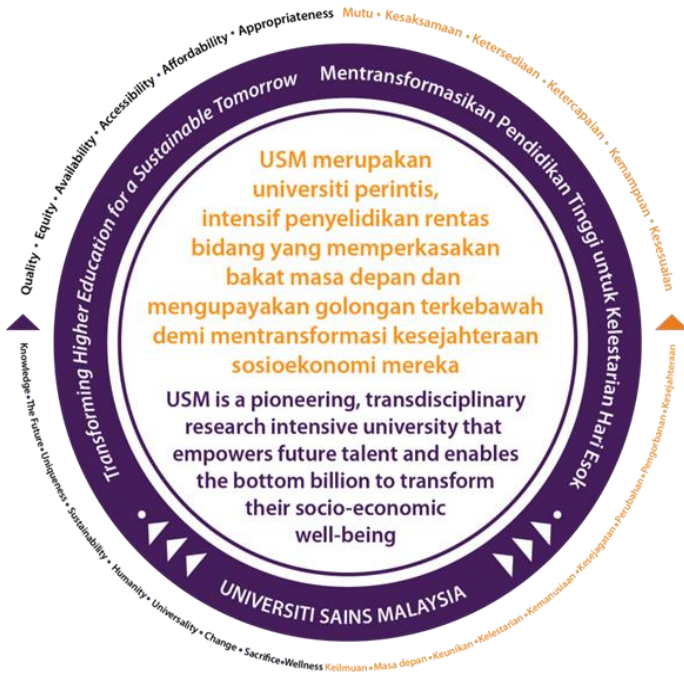 Quality • Equity • Availability • Accessibility • Affordability • Appropriateness
Mutu • Kesaksamaan • Ketersediaan • Ketercapaian • Kemampuan • Kesesuaian
Transforming Higher Education for a Sustainable Tomorrow
Mentransformasikan Pendidikan Tinggi untuk Kelestarian Hari Esok
USM merupakan
universiti perintis,
intensif penyelidikan rentas
bidang yang memperkasakan
bakat masa depan dan
mengupayakan golongan terkebawah
demi mentransformasi kesejahteraan
sosioekonomi mereka
USM is a pioneering, transdisciplinary
research intensive university that
empowers future talent and enables
the bottom billion to transform
their socio-economic
well-being
UNIVERSITI SAINS MALAYSIA
Knowledge • The Future • Uniqueness • Sustainability • Humanity • Universality • Change • Sacrifice • Wellness
Keilmuan • Masa depan • Keunikan • Kelestarian • Kemanusiaan • Kesejagatan • Perubahan • Pengorbanan • Kesejahteraan